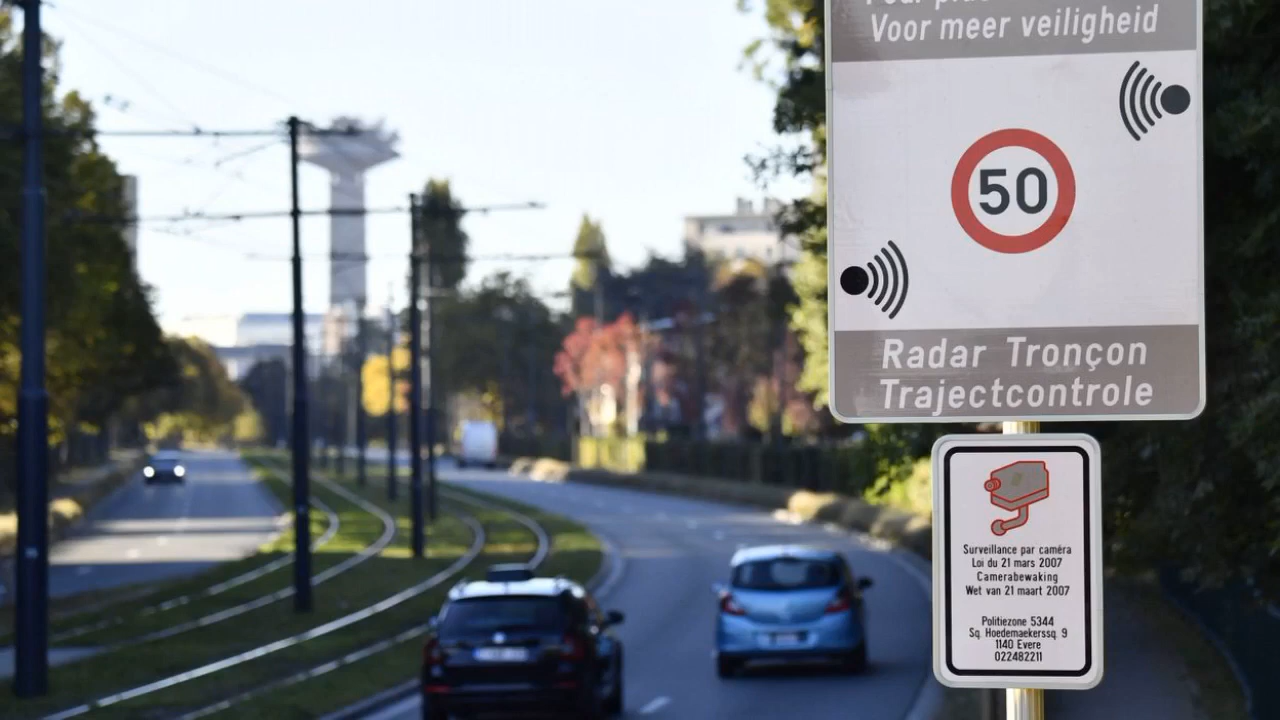 Voor meer veiligheid
50
Radar Tronçon
Trajectcontrole
Surveillance par caméra
Loi du 21 mars 2007
Camerabewaking
Wet van 21 maart 2007
Politiezone 5344
Sq. Hoedemaekerssq. 9
1140 Evere
022482211